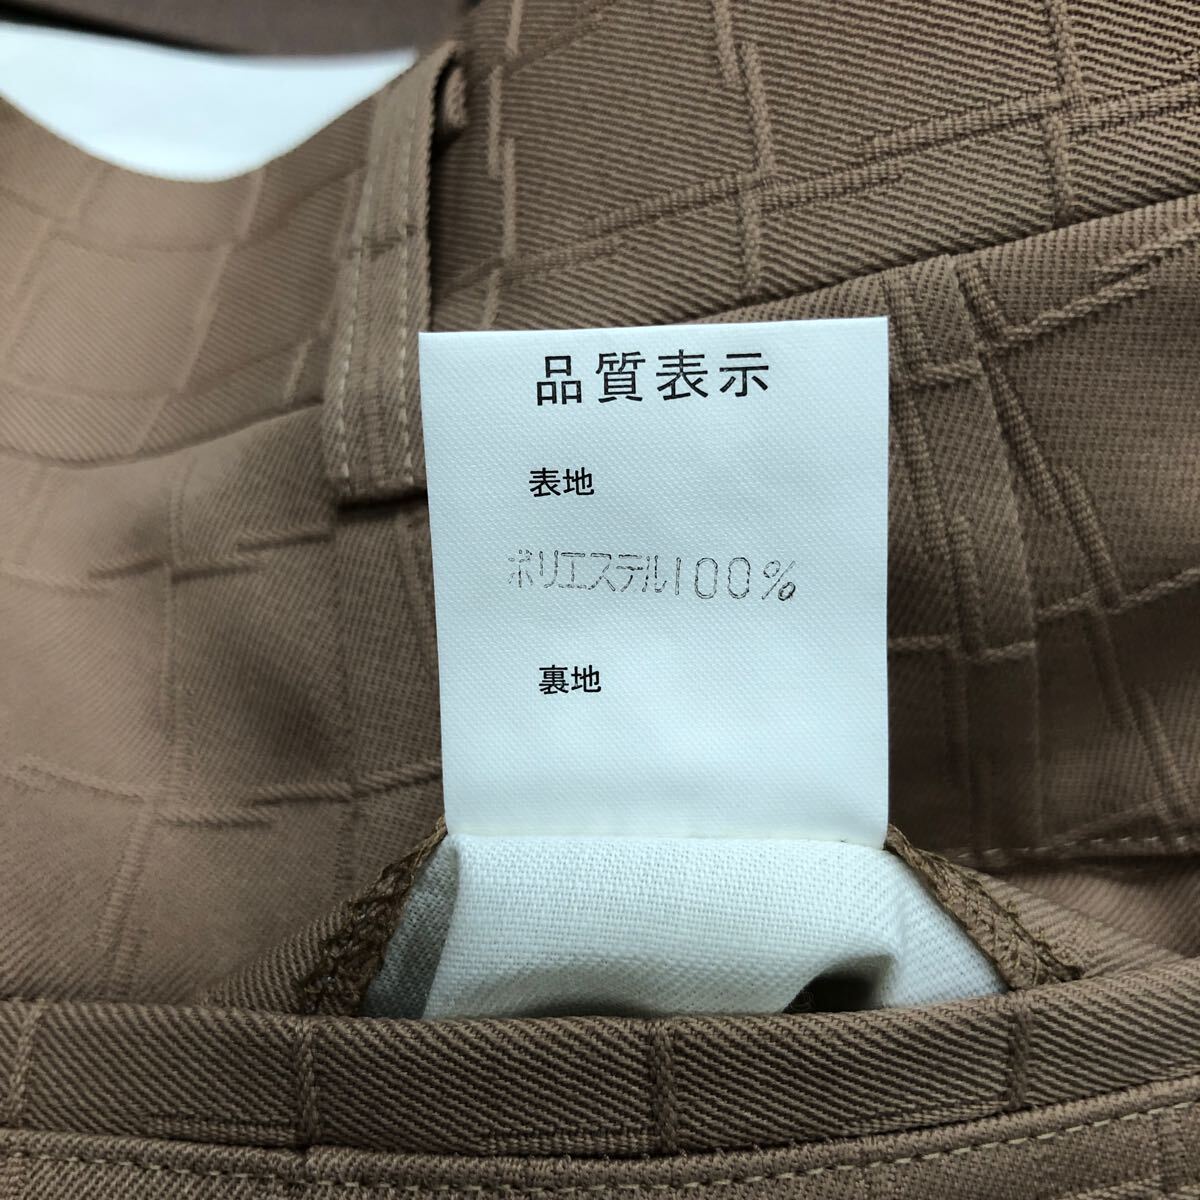 品質表示
表地
ポリエステル100%
裏地